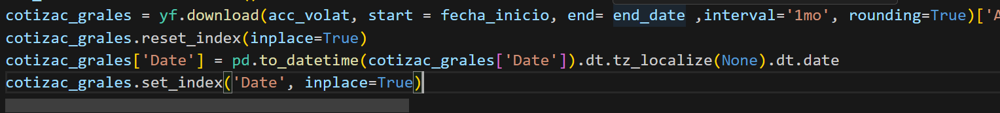 cotizac_grales = yf.download(acc_volat, start = fecha_inicio, end= end_date ,interval='1mo', rounding=True)['A
cotizac_grales.reset_index(inplace=True)
cotizac_grales['Date'] = pd.to_datetime(cotizac_grales['Date']).dt.tz_localize(None).dt.date
cotizac_grales.set_index('Date', inplace=True)